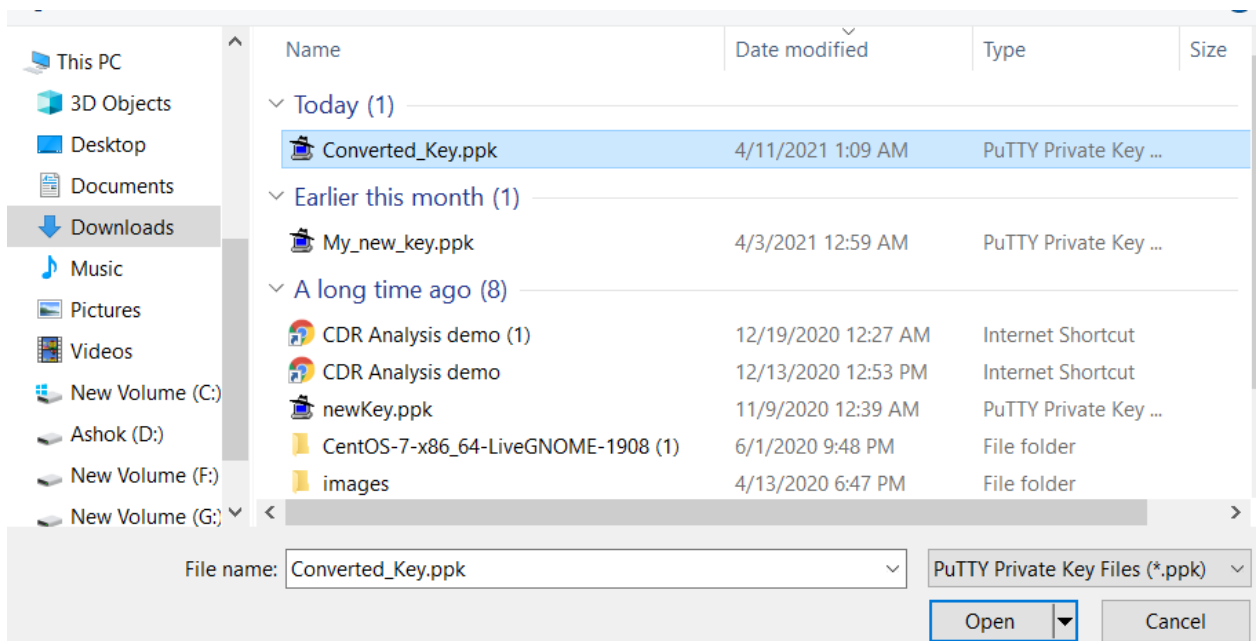 This PC
3D Objects
Desktop
Documents
Downloads
Music
Pictures
Videos
New Volume (C:)
Ashok (D:)
New Volume (F:)
New Volume (G:)
Name Date modified Type Size
Today (1)
Converted_Key.ppk 4/11/2021 1:09 AM PuTTY Private Key ...
Earlier this month (1)
My_new_key.ppk 4/3/2021 12:59 AM PuTTY Private Key ...
A long time ago (8)
CDR Analysis demo (1) 12/19/2020 12:27 AM Internet Shortcut
CDR Analysis demo 12/13/2020 12:53 PM Internet Shortcut
newKey.ppk 11/9/2020 12:39 AM PuTTY Private Key ...
CentOS-7-x86_64-LiveGNOME-1908 (1) 6/1/2020 9:48 PM File folder
images 4/13/2020 6:47 PM File folder
File name: Converted_Key.ppk PuTTY Private Key Files (*.ppk)
Open Cancel